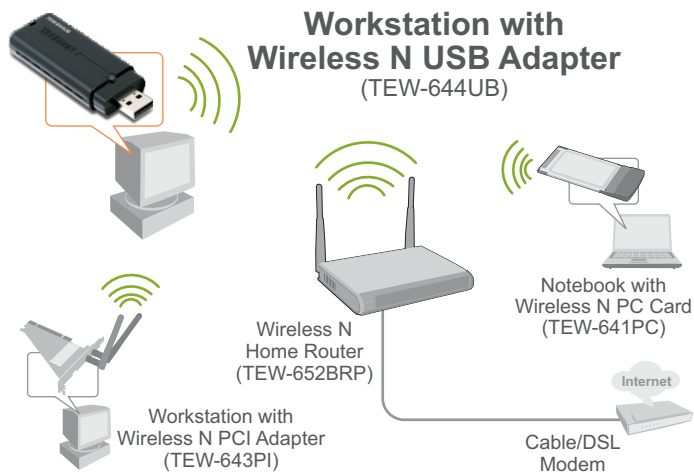 Workstation with
Wireless N USB Adapter
(TEW-644UB)
Wireless N
Home Router
(TEW-652BRP)
Notebook with
Wireless N PC Card
(TEW-641PC)
Workstation with
Wireless N PCI Adapter
(TEW-643PI)
Internet
Cable/DSL
Modem